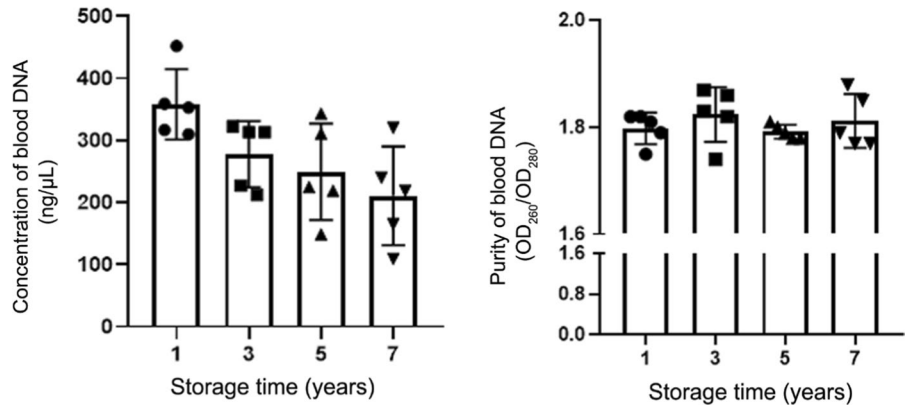 Concentration of blood DNA
(ng/µL)
500
400
300
200
100
0
1 3 5 7
Storage time (years)
Purity of blood DNA
(OD260/OD280)
2.0
1.8
1.6
1.6
0.8
0.0
1 3 5 7
Storage time (years)